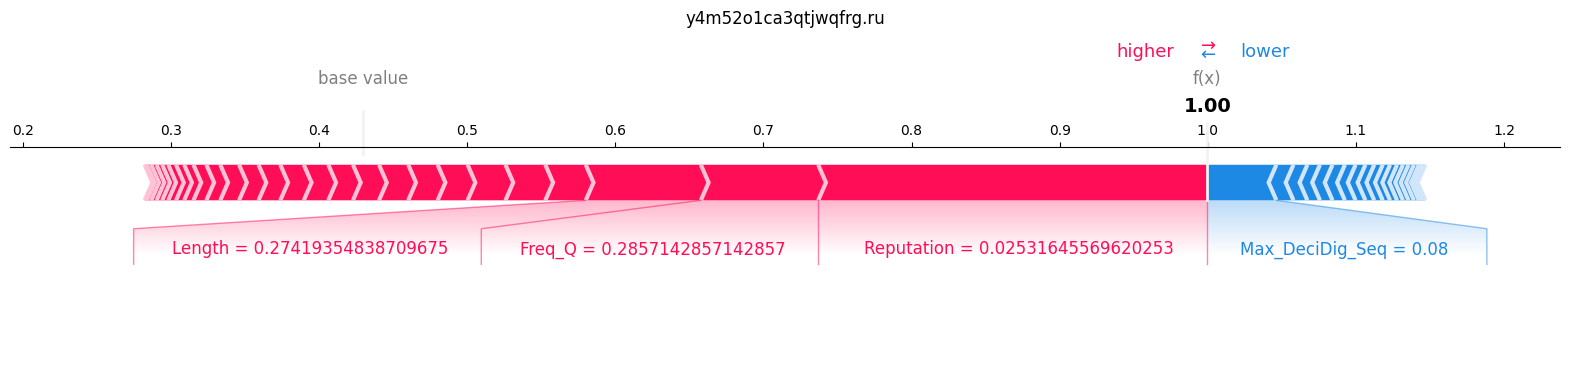 y4m52o1ca3qtjwqfrg.ru
higher ⇄ lower
base value f(x)
1.00
0.2 0.3 0.4 0.5 0.6 0.7 0.8 0.9 1.0 1.1 1.2
Length = 0.27419354838709675 Freq_Q = 0.2857142857142857 Reputation = 0.02531645569620253 Max_DeciDig_Seq = 0.08